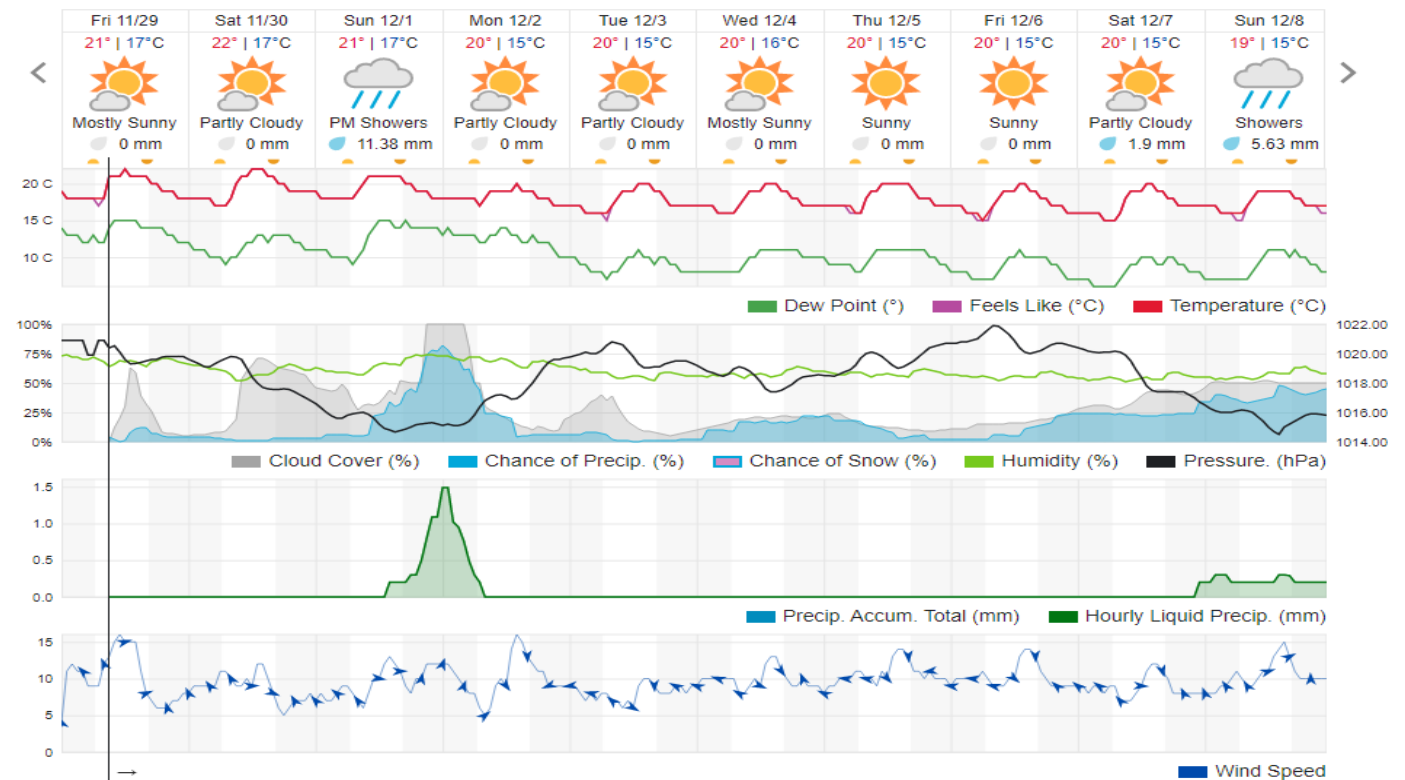 Fri 11/29 Sat 11/30 Sun 12/1 Mon 12/2 Tue 12/3 Wed 12/4 Thu 12/5 Fri 12/6 Sat 12/7 Sun 12/8
21° | 17°C 22° | 17°C 21° | 17°C 20° | 15°C 20° | 15°C 20° | 16°C 20° | 15°C 20° | 15°C 20° | 15°C 19° | 15°C
Mostly Sunny Partly Cloudy PM Showers Partly Cloudy Partly Cloudy Mostly Sunny Sunny Sunny Partly Cloudy Showers
0 mm 0 mm 11.38 mm 0 mm 0 mm 0 mm 0 mm 0 mm 1.9 mm 5.63 mm
20 C
15 C
10 C
Dew Point (°) Feels Like (°C) Temperature (°C)
100% 1022.00
75% 1020.00
50% 1018.00
25% 1016.00
0% 1014.00
Cloud Cover (%) Chance of Precip. (%) Chance of Snow (%) Humidity (%) Pressure. (hPa)
1.5
1.0
0.5
0.0
Precip. Accum. Total (mm) Hourly Liquid Precip. (mm)
15
10
5
0
Wind Speed